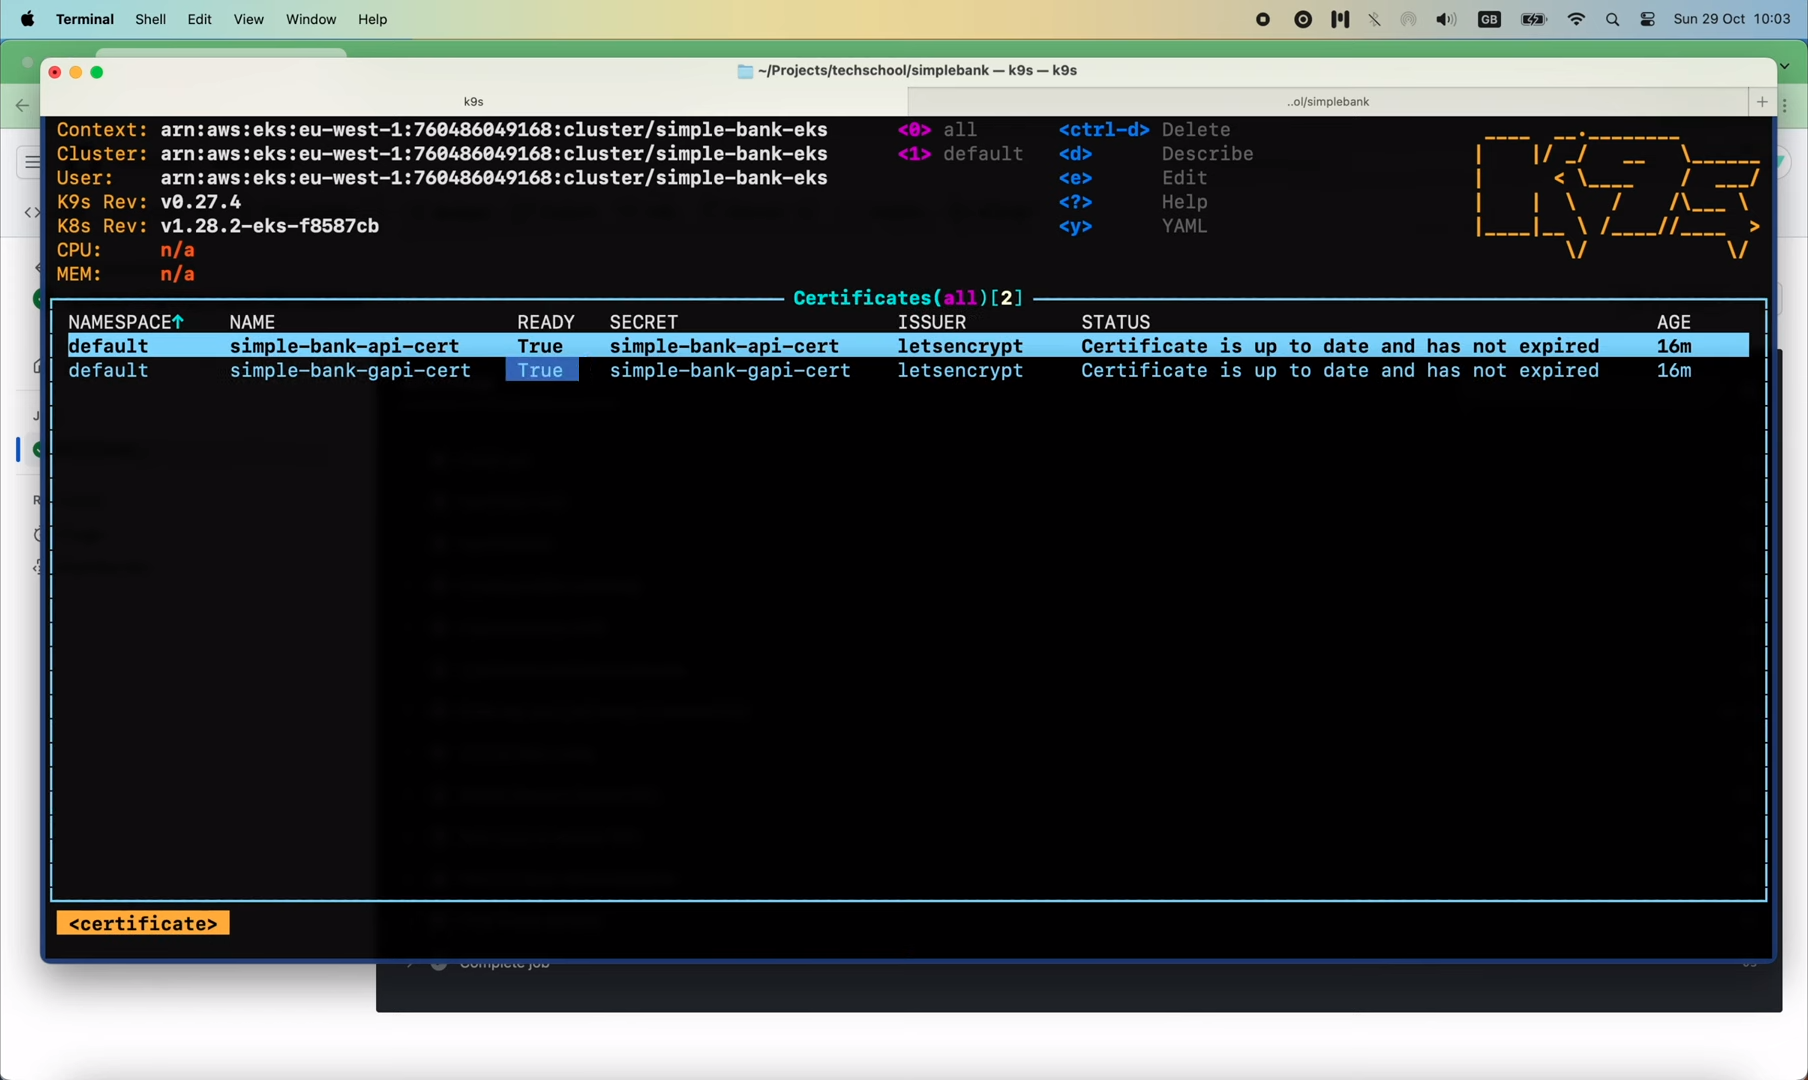 Terminal Shell Edit View Window Help GB Sun 29 Oct 10:03
~/Projects/techschool/simplebank — k9s — k9s
k9s ..ol/simplebank
Context: arn:aws:eks:eu-west-1:760486049168:cluster/simple-bank-eks <0> all <ctrl-d> Delete
Cluster: arn:aws:eks:eu-west-1:760486049168:cluster/simple-bank-eks <1> default <d> Describe
User: arn:aws:eks:eu-west-1:760486049168:cluster/simple-bank-eks <e> Edit
K9s Rev: v0.27.4 <?> Help
K8s Rev: v1.28.2-eks-f8587cb <y> YAML
CPU: n/a
MEM: n/a
Certificates(all)[2]
NAMESPACE↑ NAME READY SECRET ISSUER STATUS AGE
default simple-bank-api-cert True simple-bank-api-cert letsencrypt Certificate is up to date and has not expired 16m
default simple-bank-gapi-cert True simple-bank-gapi-cert letsencrypt Certificate is up to date and has not expired 16m
<certificate>
Complete job